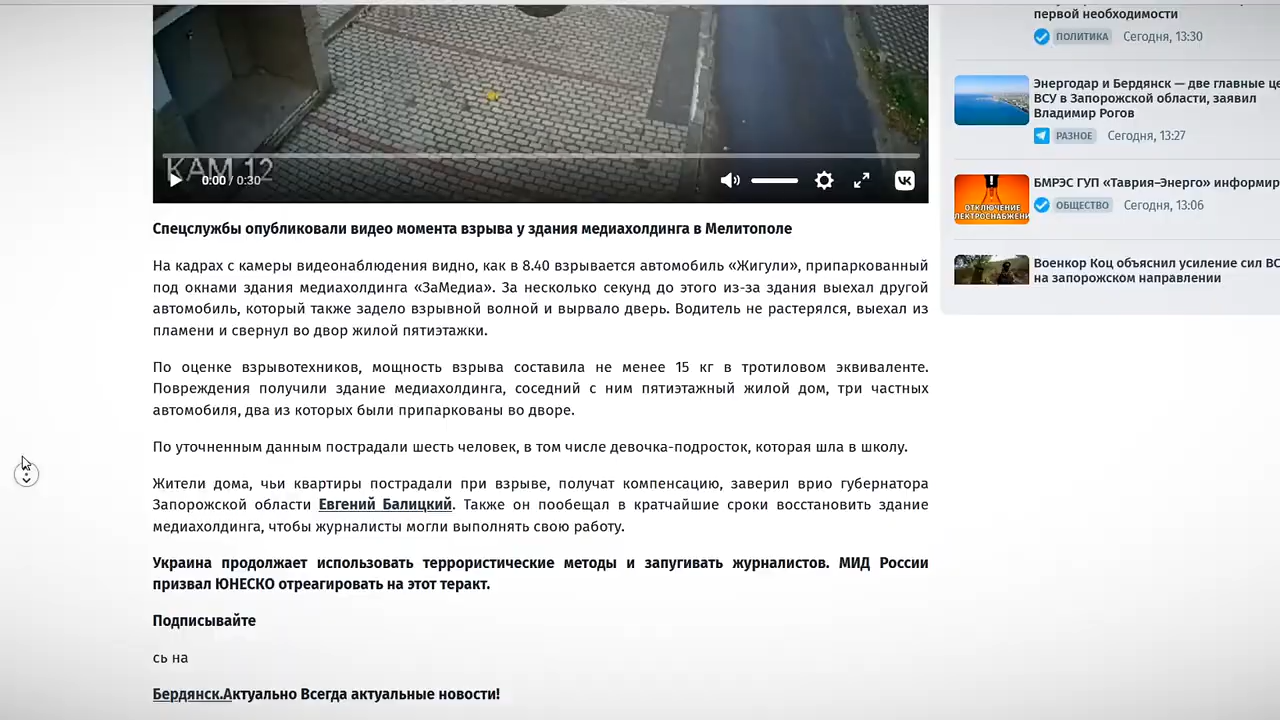 КАМ 12
0:00 / 0:30
Спецслужбы опубликовали видео момента взрыва у здания медиахолдинга в Мелитополе
На кадрах с камеры видеонаблюдения видно, как в 8.40 взрывается автомобиль «Жигули», припаркованный
под окнами здания медиахолдинга «ЗаМедиа». За несколько секунд до этого из-за здания выехал другой
автомобиль, который также задело взрывной волной и вырвало дверь. Водитель не растерялся, выехал из
пламени и свернул во двор жилой пятиэтажки.
По оценке взрывотехников, мощность взрыва составила не менее 15 кг в тротиловом эквиваленте.
Повреждения получили здание медиахолдинга, соседний с ним пятиэтажный жилой дом, три частных
автомобиля, два из которых были припаркованы во дворе.
По уточненным данным пострадали шесть человек, в том числе девочка-подросток, которая шла в школу.
Жители дома, чьи квартиры пострадали при взрыве, получат компенсацию, заверил врио губернатора
Запорожской области Евгений Балицкий. Также он пообещал в кратчайшие сроки восстановить здание
медиахолдинга, чтобы журналисты могли выполнять свою работу.
Украина продолжает использовать террористические методы и запугивать журналистов. МИД России
призвал ЮНЕСКО отреагировать на этот теракт.
Подписывайте
сь на
Бердянск.Актуально Всегда актуальные новости!
первой необходимости
ПОЛИТИКА Сегодня, 13:30
Энергодар и Бердянск — две главные це
ВСУ в Запорожской области, заявил
Владимир Рогов
РАЗНОЕ Сегодня, 13:27
ОТКЛЮЧЕНИЕ
ЛЕКТРОСНАБЖЕНИ
БМРЭС ГУП «Таврия-Энерго» информир
ОБЩЕСТВО Сегодня, 13:06
Военкор Коц объяснил усиление сил ВС
на запорожском направлении